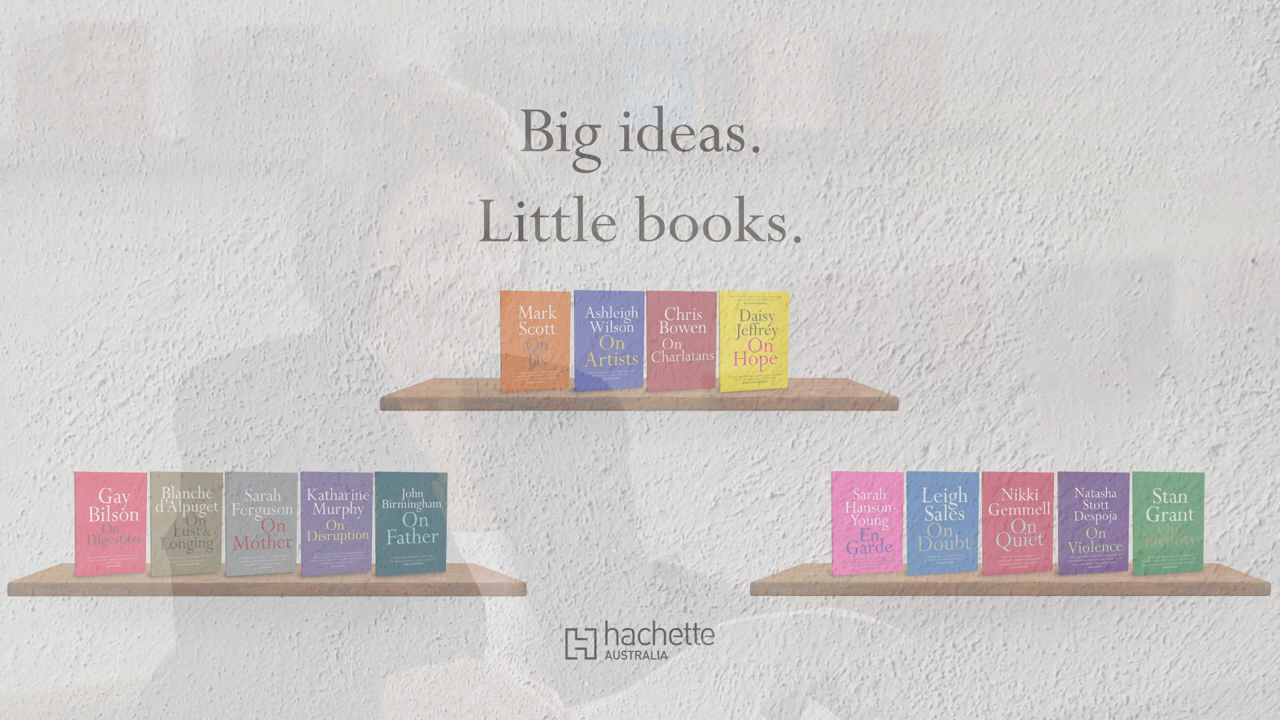 Big ideas.
Little books.
Mark
Scott
On
Us
Ashleigh
Wilson
On
Artists
Chris
Bowen
On
Charlatans
Daisy
Jeffrey
On
Hope
Gay
Bilson
On
Digestion
Blanche
d'Alpuget
On
Lust &
Longing
Sarah
Ferguson
On
Mother
Katharine
Murphy
On
Disruption
John
Birmingham
On
Father
Sarah
Hanson-
Young
En
Garde
Leigh
Sales
On
Doubt
Nikki
Gemmell
On
Quiet
Natasha
Stott
Despoja
On
Violence
Stan
Grant
On
Identity
hachette
AUSTRALIA